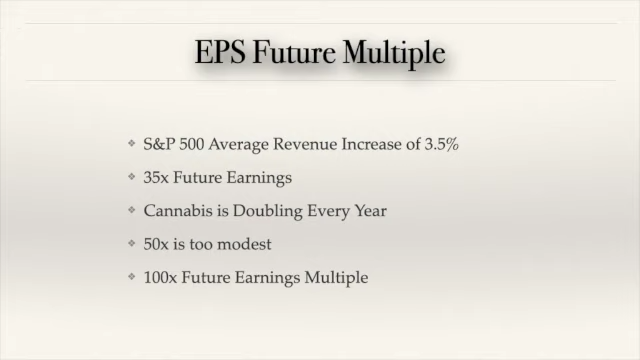 EPS Future Multiple
S&P 500 Average Revenue Increase of 3.5%
35x Future Earnings
Cannabis is Doubling Every Year
50x is too modest
100x Future Earnings Multiple